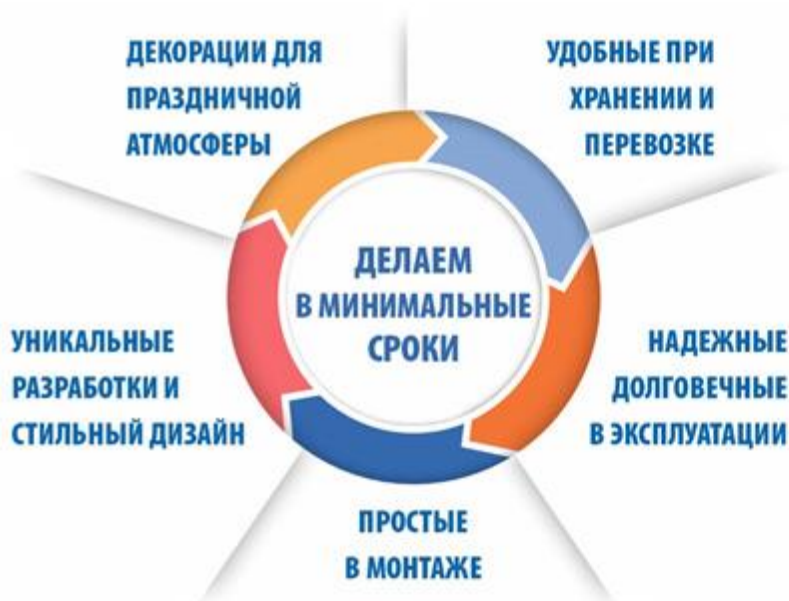 ДЕКОРАЦИИ ДЛЯ
ПРАЗДНИЧНОЙ
АТМОСФЕРЫ
УДОБНЫЕ ПРИ
ХРАНЕНИИ И
ПЕРЕВОЗКЕ
ДЕЛАЕМ
В МИНИМАЛЬНЫЕ
СРОКИ
УНИКАЛЬНЫЕ
РАЗРАБОТКИ И
СТИЛЬНЫЙ ДИЗАЙН
НАДЕЖНЫЕ
ДОЛГОВЕЧНЫЕ
В ЭКСПЛУАТАЦИИ
ПРОСТЫЕ
В МОНТАЖЕ